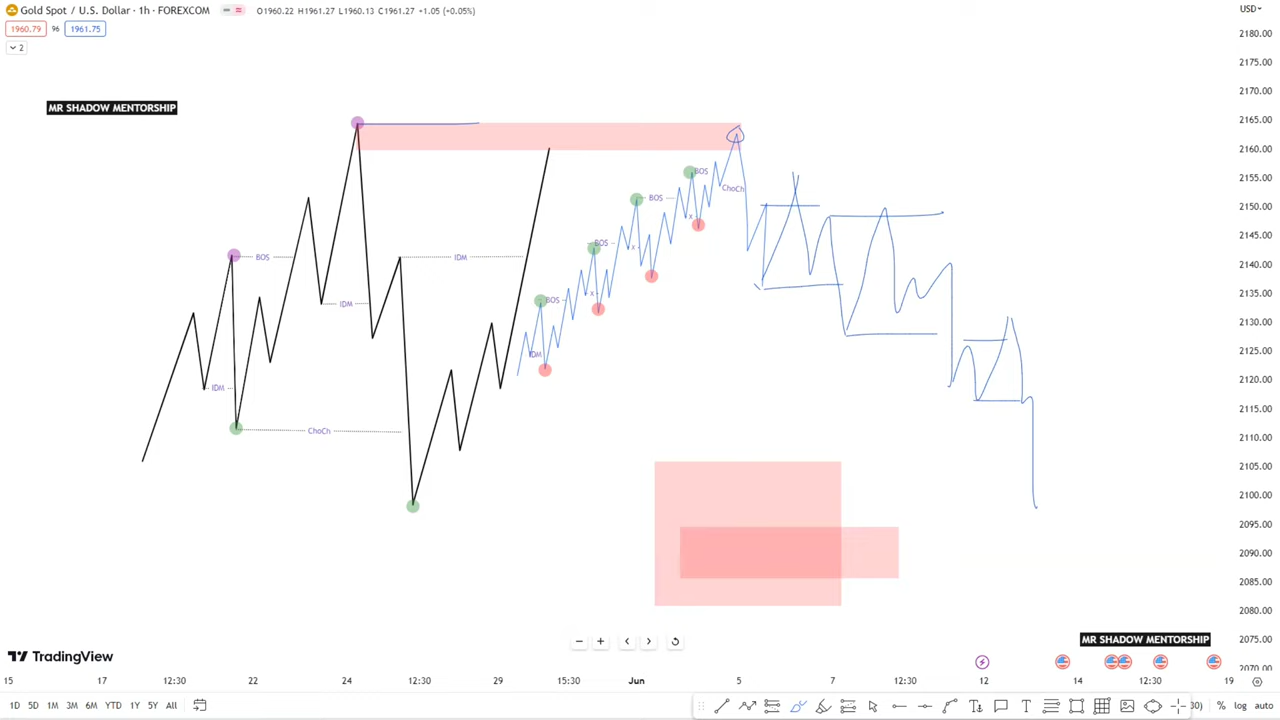 Gold Spot / U.S. Dollar · 1h · FOREXCOM O1960.22 H1961.27 L1960.13 C1961.27 +1.05 (+0.05%)
USD
1960.79 96 1961.75
2
MR SHADOW MENTORSHIP
BOS
IDM
IDM
ChoCh
IDM
IDM
BOS
x
BOS
x
BOS
x
BOS
ChoCh
2180.00
2175.00
2170.00
2165.00
2160.00
2155.00
2150.00
2145.00
2140.00
2135.00
2130.00
2125.00
2120.00
2115.00
2110.00
2105.00
2100.00
2095.00
2090.00
2085.00
2080.00
2075.00
2070.00
MR SHADOW MENTORSHIP
TradingView
15 17 12:30 22 24 12:30 29 15:30 Jun 5 7 12:30 12 14 12:30 19
1D 5D 1M 3M 6M YTD 1Y 5Y All
30) % log auto